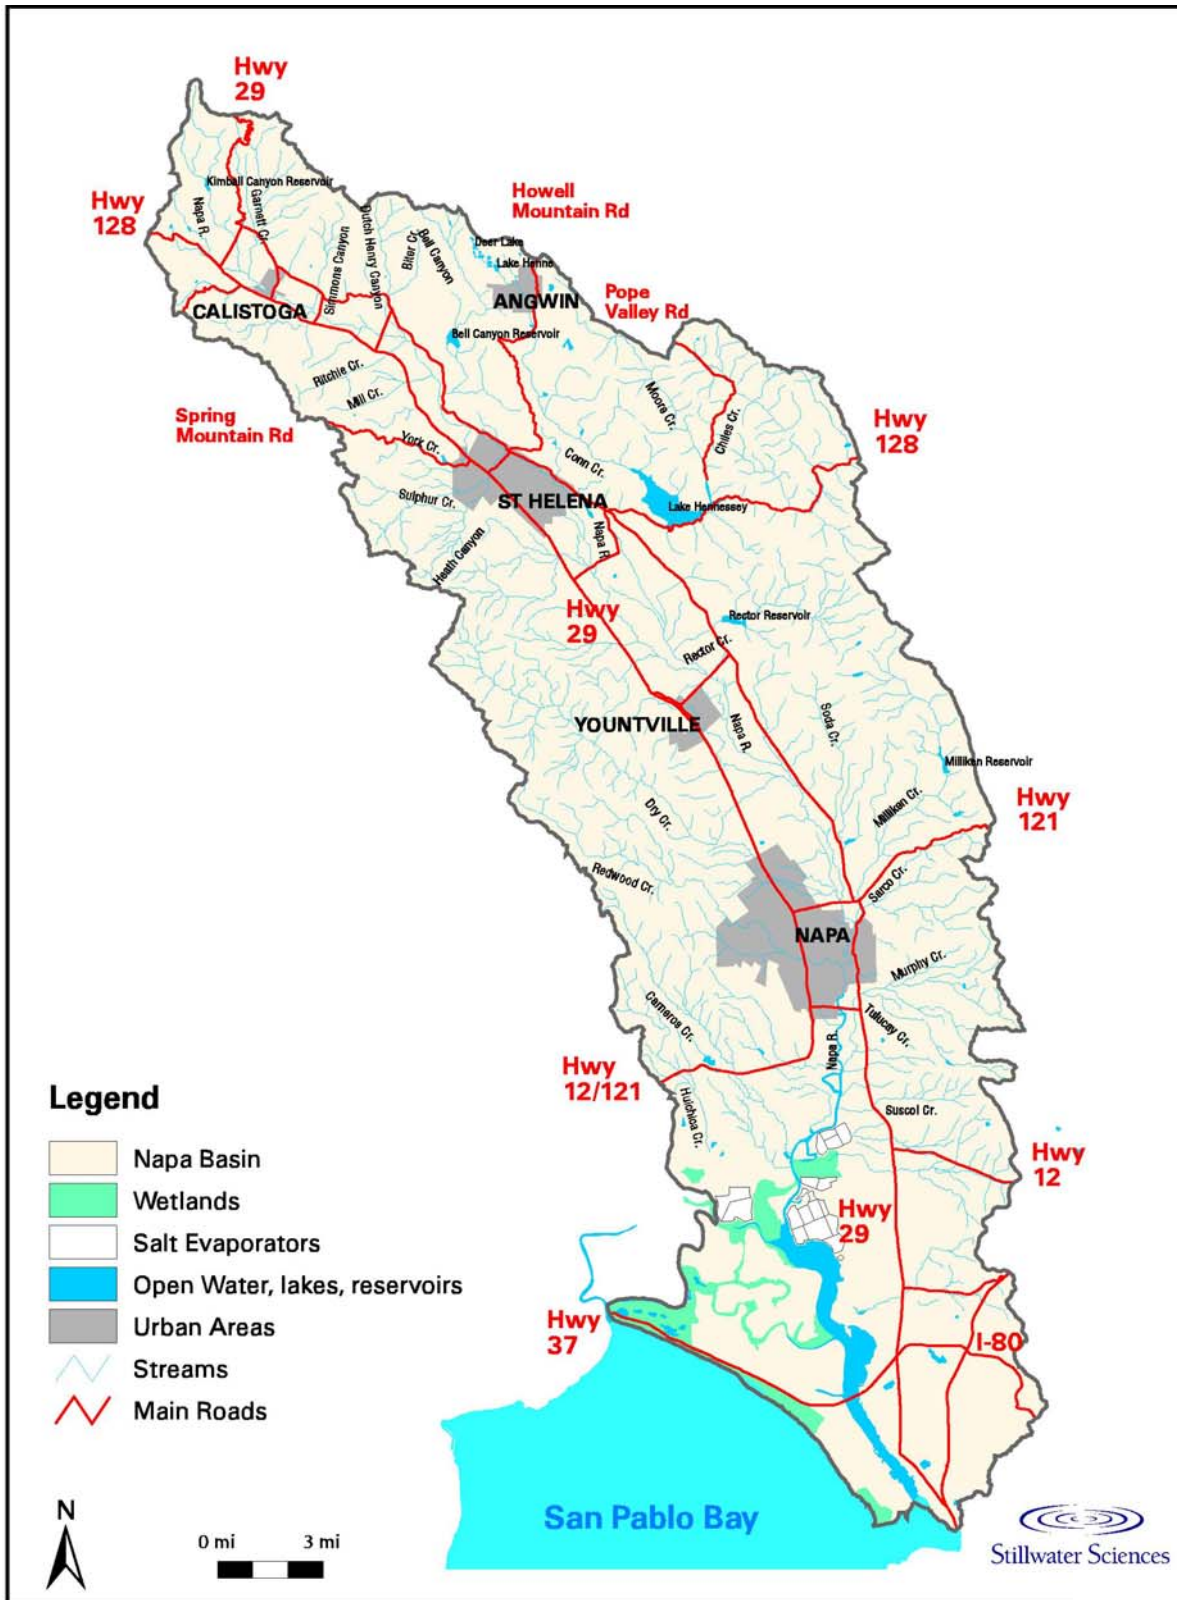 Hwy
29
Kimball Canyon Reservoir
Hwy
128
Napa R.
Garnett Cr.
Simmons Canyon
Dutch Henry Canyon
Biter Cr.
Bell Canyon
Howell
Mountain Rd
Deer Lake
Lake Henne
ANGWIN
Pope
Valley Rd
CALISTOGA
Bell Canyon Reservoir
Ritchie Cr.
Mill Cr.
Moore Cr.
Chiles Cr.
Spring
Mountain Rd
Hwy
128
York Cr.
Conn Cr.
Sulphur Cr.
ST HELENA
Lake Hennessey
Napa R.
Heath Canyon
Hwy
29
Rector Reservoir
Rector Cr.
YOUNTVILLE
Napa R.
Soda Cr.
Milliken Reservoir
Hwy
121
Milliken Cr.
Dry Cr.
Redwood Cr.
Sarco Cr.
NAPA
Murphy Cr.
Carneros Cr.
Tulucay Cr.
Napa R.
Hwy
12/121
Huichica Cr.
Suscol Cr.
Hwy
12
Hwy
29
Hwy
37
I-80
San Pablo Bay
Legend
Napa Basin
Wetlands
Salt Evaporators
Open Water, lakes, reservoirs
Urban Areas
Streams
Main Roads
N
0 mi 3 mi
Stillwater Sciences